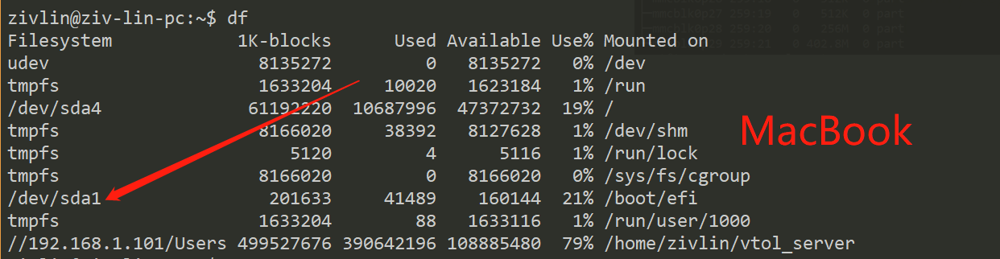 zivlin@ziv-lin-pc:~$ df
Filesystem 1K-blocks Used Available Use% Mounted on
udev 8135272 0 8135272 0% /dev
tmpfs 1633204 10020 1623184 1% /run
/dev/sda4 61192220 10687996 47372732 19% /
tmpfs 8166020 38392 8127628 1% /dev/shm
MacBook
tmpfs 5120 4 5116 1% /run/lock
tmpfs 8166020 0 8166020 0% /sys/fs/cgroup
/dev/sda1 201633 41489 160144 21% /boot/efi
tmpfs 1633204 88 1633116 1% /run/user/1000
//192.168.1.101/Users 499527676 390642196 108885480 79% /home/zivlin/vtol_server